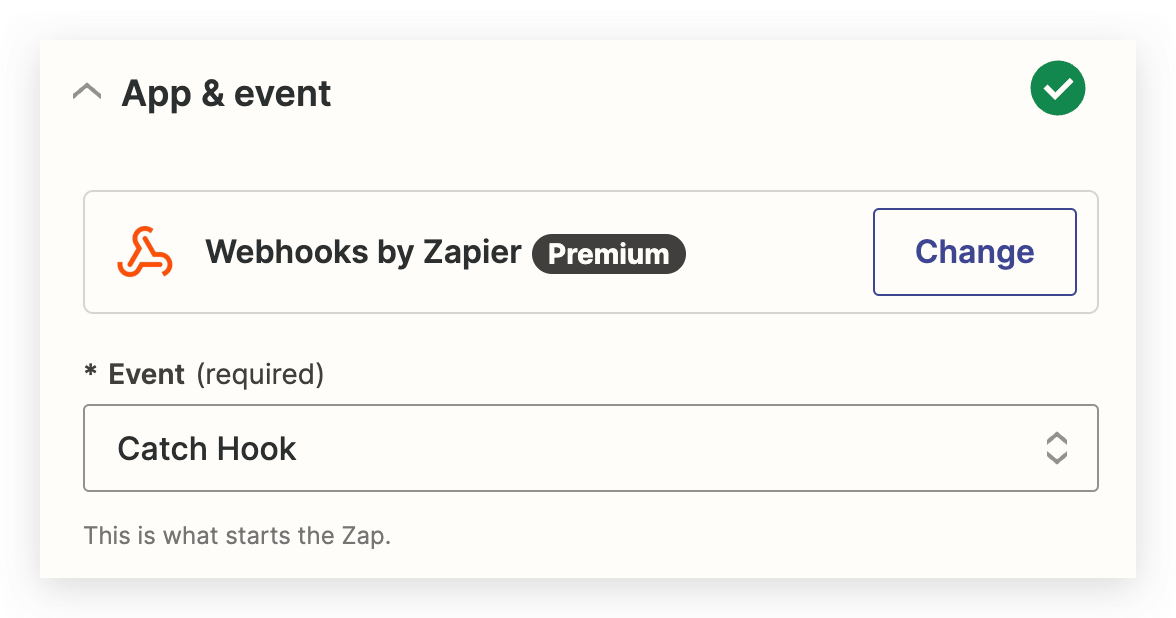 App & event
Webhooks by Zapier Premium Change
* Event (required)
Catch Hook
This is what starts the Zap.